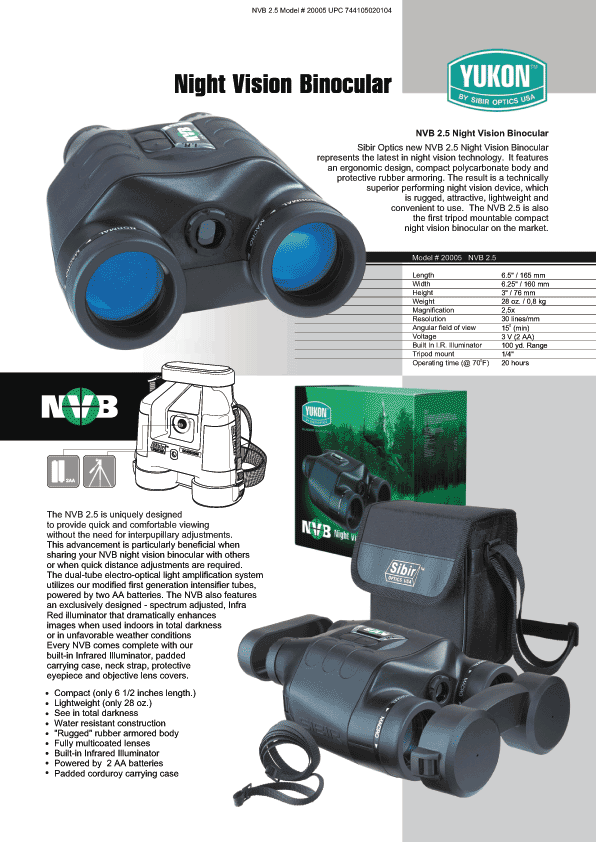 NVB 2.5 Model # 20005 UPC 744105020104
Night Vision Binocular
YUKON™
BY SIBIR OPTICS USA
NVB 2.5 Night Vision Binocular
Sibir Optics new NVB 2.5 Night Vision Binocular
represents the latest in night vision technology. It features
an ergonomic design, compact polycarbonate body and
protective rubber armoring. The result is a technically
superior performing night vision device, which
is rugged, attractive, lightweight and
convenient to use. The NVB 2.5 is also
the first tripod mountable compact
night vision binocular on the market.
NVB
NORMAL
MACRO
NORMAL
MACRO
Model # 20005 NVB 2.5
Length 6.5" / 165 mm
Width 6.25" / 160 mm
Height 3" / 76 mm
Weight 28 oz. / 0,8 kg
Magnification 2,5x
Resolution 30 lines/mm
Angular field of view 15° (min)
Voltage 3 V (2 AA)
Built in I.R. Illuminator 100 yd. Range
Tripod mount 1/4"
Operating time (@ 70°F) 20 hours
NVB
2AA
YUKON
NVB Night Vi
The NVB 2.5 is uniquely designed
to provide quick and comfortable viewing
without the need for interpupillary adjustments.
This advancement is particularly beneficial when
sharing your NVB night vision binocular with others
or when quick distance adjustments are required.
The dual-tube electro-optical light amplification system
utilizes our modified first generation intensifier tubes,
powered by two AA batteries. The NVB also features
an exclusively designed - spectrum adjusted, Infra
Red illuminator that dramatically enhances
images when used indoors in total darkness
or in unfavorable weather conditions
Every NVB comes complete with our
built-in Infrared Illuminator, padded
carrying case, neck strap, protective
eyepiece and objective lens covers.
• Compact (only 6 1/2 inches length.)
• Lightweight (only 28 oz.)
• See in total darkness
• Water resistant construction
• "Rugged" rubber armored body
• Fully multicoated lenses
• Built-in Infrared Illuminator
• Powered by 2 AA batteries
• Padded corduroy carrying case
Sibir™
OPTICS USA
NVB
MACRO